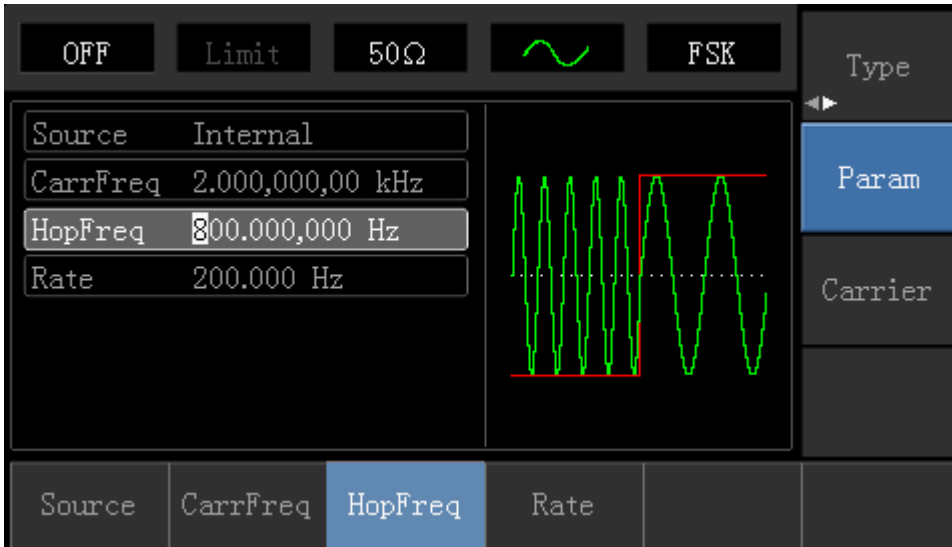 OFF Limit 50Ω FSK
Type
Source Internal
CarrFreq 2.000,000,00 kHz
HopFreq 800.000,000 Hz
Rate 200.000 Hz
Param
Carrier
Source CarrFreq HopFreq Rate